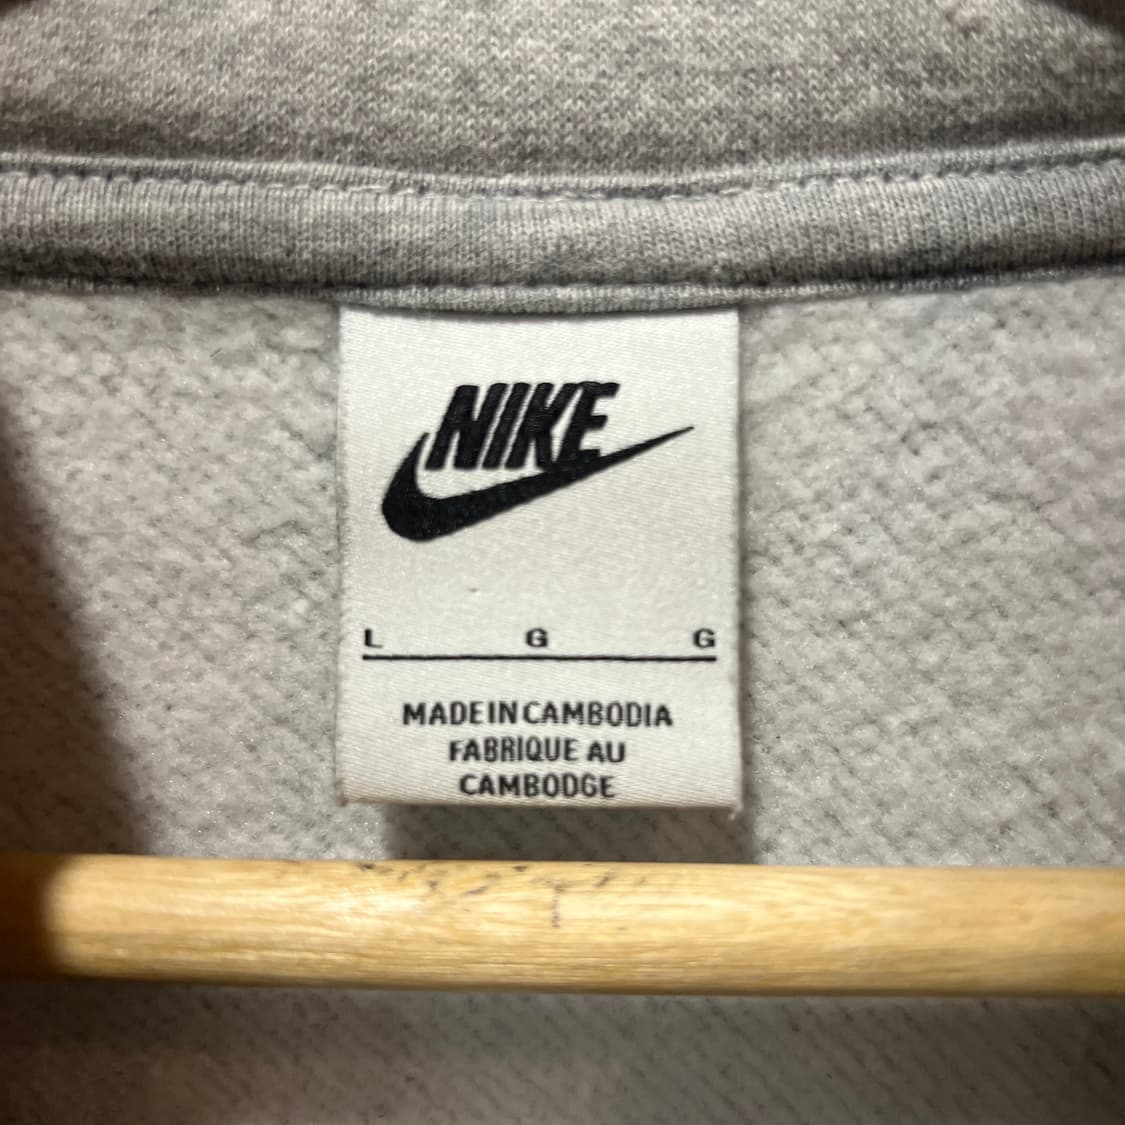 NIKE
L G G
MADE IN CAMBODIA
FABRIQUE AU
CAMBODGE